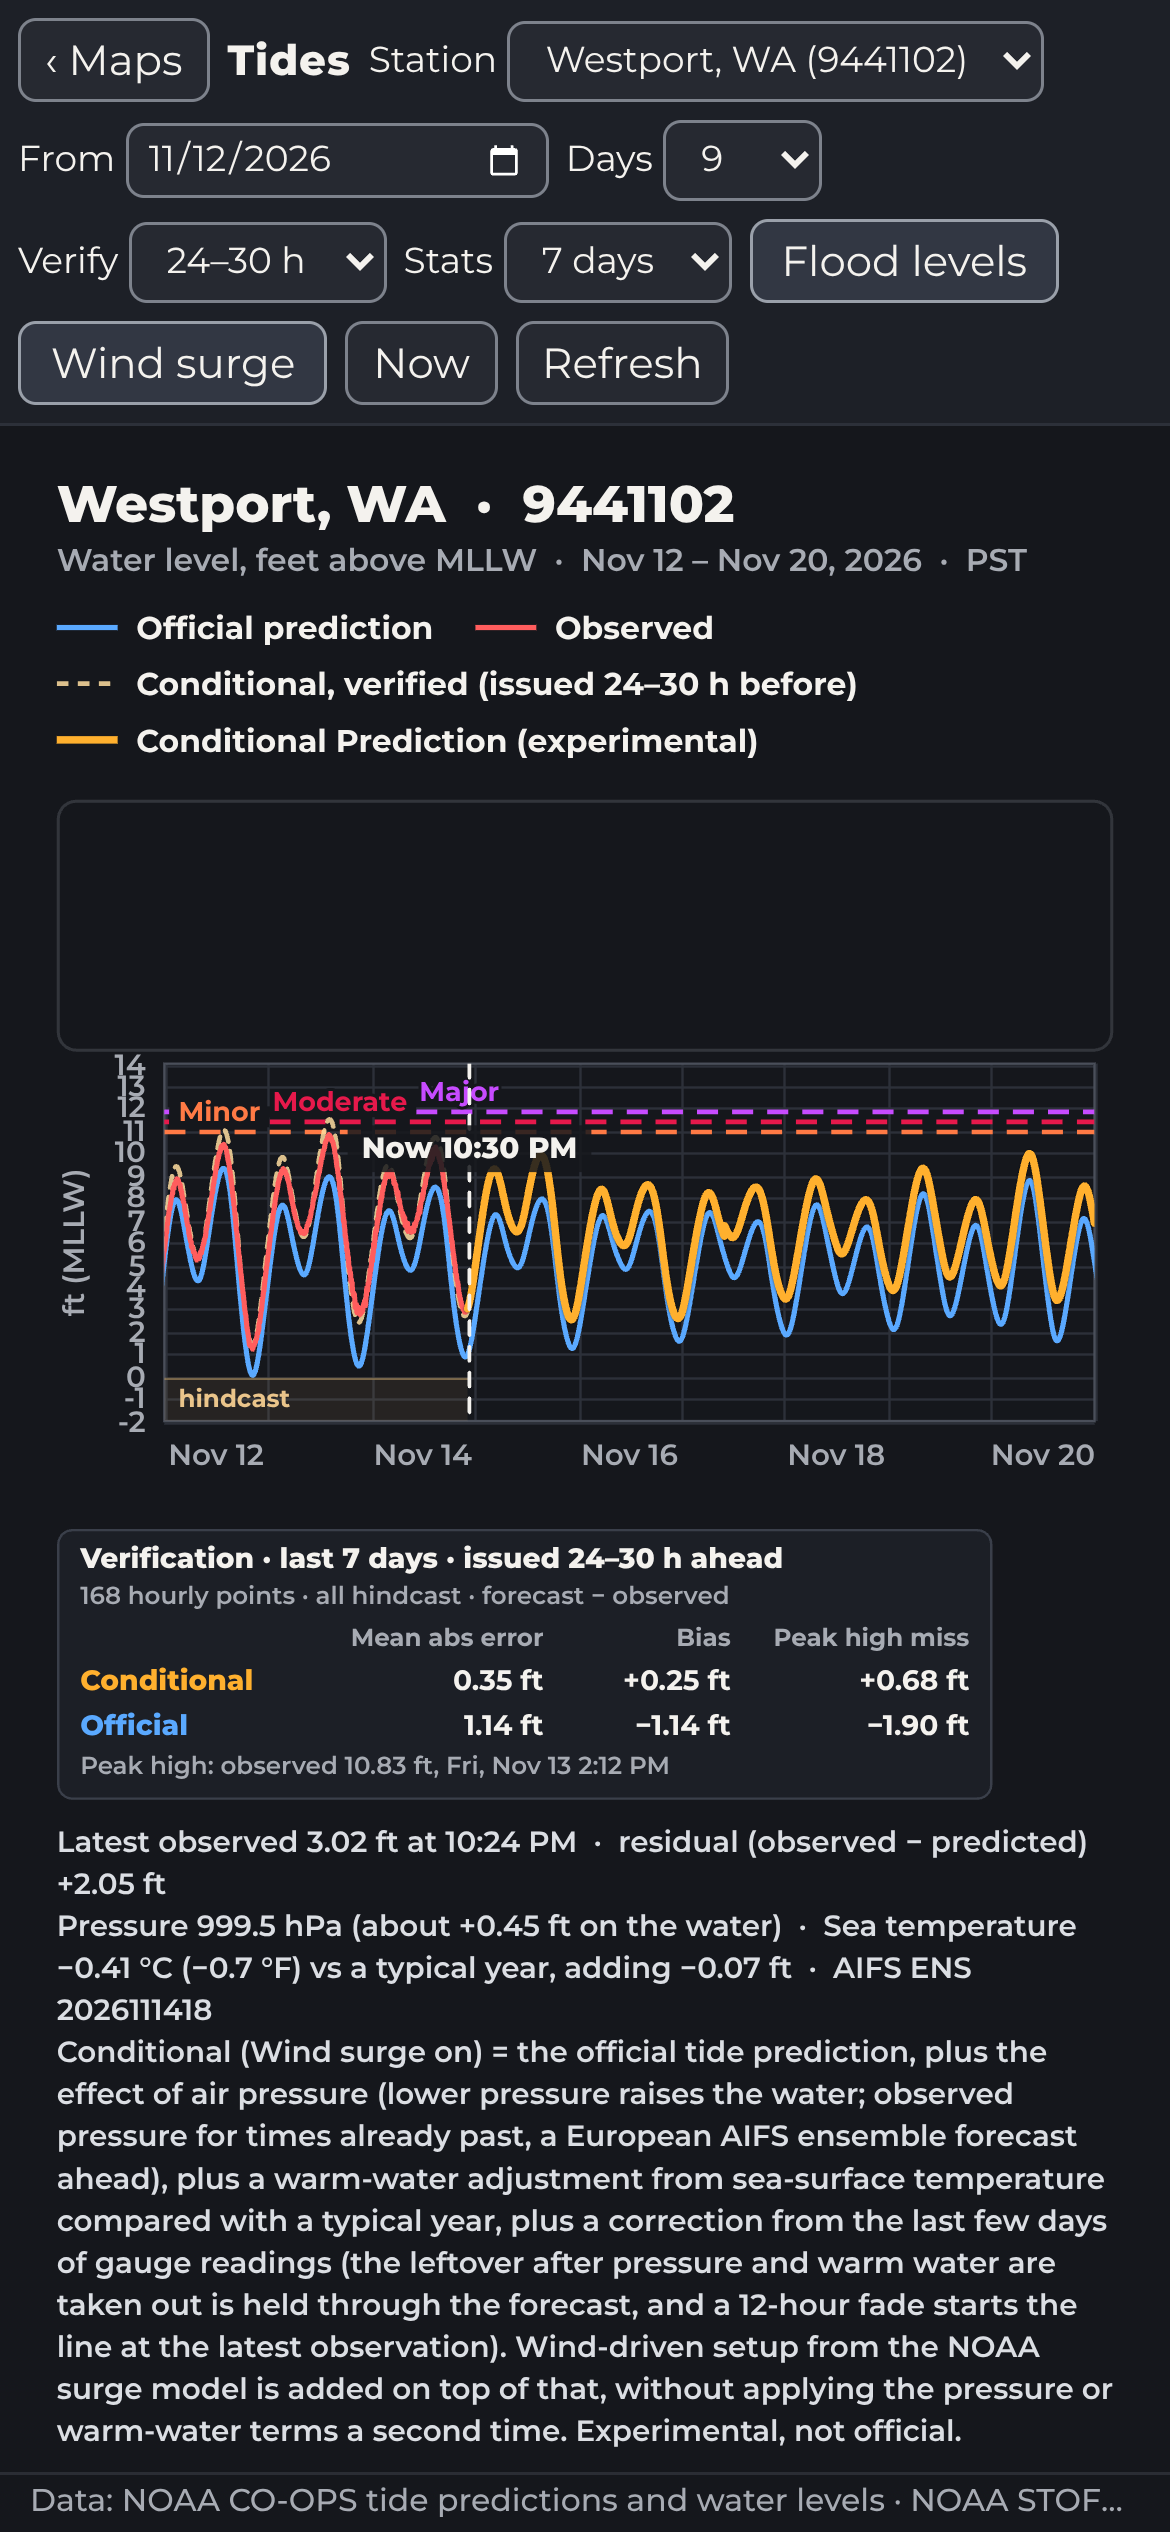 ‹ Maps Tides Station Westport, WA (9441102)
From 11/12/2026 Days 9
Verify 24–30 h Stats 7 days Flood levels
Wind surge Now Refresh
Westport, WA · 9441102
Water level, feet above MLLW · Nov 12 – Nov 20, 2026 · PST
Official prediction Observed
Conditional, verified (issued 24–30 h before)
Conditional Prediction (experimental)
14
13
12
11
10
9
8
7
6
5
4
3
2
1
0
-1
-2
ft (MLLW)
Minor Moderate Major
Now 10:30 PM
hindcast
Nov 12 Nov 14 Nov 16 Nov 18 Nov 20
Verification · last 7 days · issued 24–30 h ahead
168 hourly points · all hindcast · forecast − observed
Mean abs error Bias Peak high miss
Conditional 0.35 ft +0.25 ft +0.68 ft
Official 1.14 ft −1.14 ft −1.90 ft
Peak high: observed 10.83 ft, Fri, Nov 13 2:12 PM
Latest observed 3.02 ft at 10:24 PM · residual (observed − predicted)
+2.05 ft
Pressure 999.5 hPa (about +0.45 ft on the water) · Sea temperature
−0.41 °C (−0.7 °F) vs a typical year, adding −0.07 ft · AIFS ENS
2026111418
Conditional (Wind surge on) = the official tide prediction, plus the
effect of air pressure (lower pressure raises the water; observed
pressure for times already past, a European AIFS ensemble forecast
ahead), plus a warm-water adjustment from sea-surface temperature
compared with a typical year, plus a correction from the last few days
of gauge readings (the leftover after pressure and warm water are
taken out is held through the forecast, and a 12-hour fade starts the
line at the latest observation). Wind-driven setup from the NOAA
surge model is added on top of that, without applying the pressure or
warm-water terms a second time. Experimental, not official.
Data: NOAA CO-OPS tide predictions and water levels · NOAA STOF...